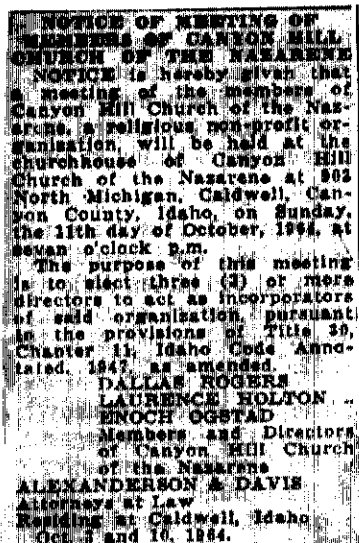 NOTICE OF MEETING OF
MEMBERS OF CANYON HILL
CHURCH OF THE NAZARENE
NOTICE is hereby given that
a meeting of the members of
Canyon Hill Church of the Naz-
arene, a religious non-profit or-
ganization, will be held at the
churchhouse of Canyon Hill
Church of the Nazarene at 903
North Michigan, Caldwell, Can-
yon County, Idaho, on Sunday,
the 11th day of October, 1964, at
seven o'clock p.m.
The purpose of this meeting
is to elect three (3) or more
directors to act as incorporators
of said organization, pursuant
to the provisions of Title 30,
Chapter 11, Idaho Code Anno-
tated, 1947, as amended.
DALLAS ROGERS
LAURENCE HOLTON
ENOCH OGSTAD
Members and Directors
of Canyon Hill Church
of the Nazarene
ALEXANDERSON & DAVIS
Attorneys at Law
Residing at Caldwell, Idaho
Oct. 3 and 10, 1964.